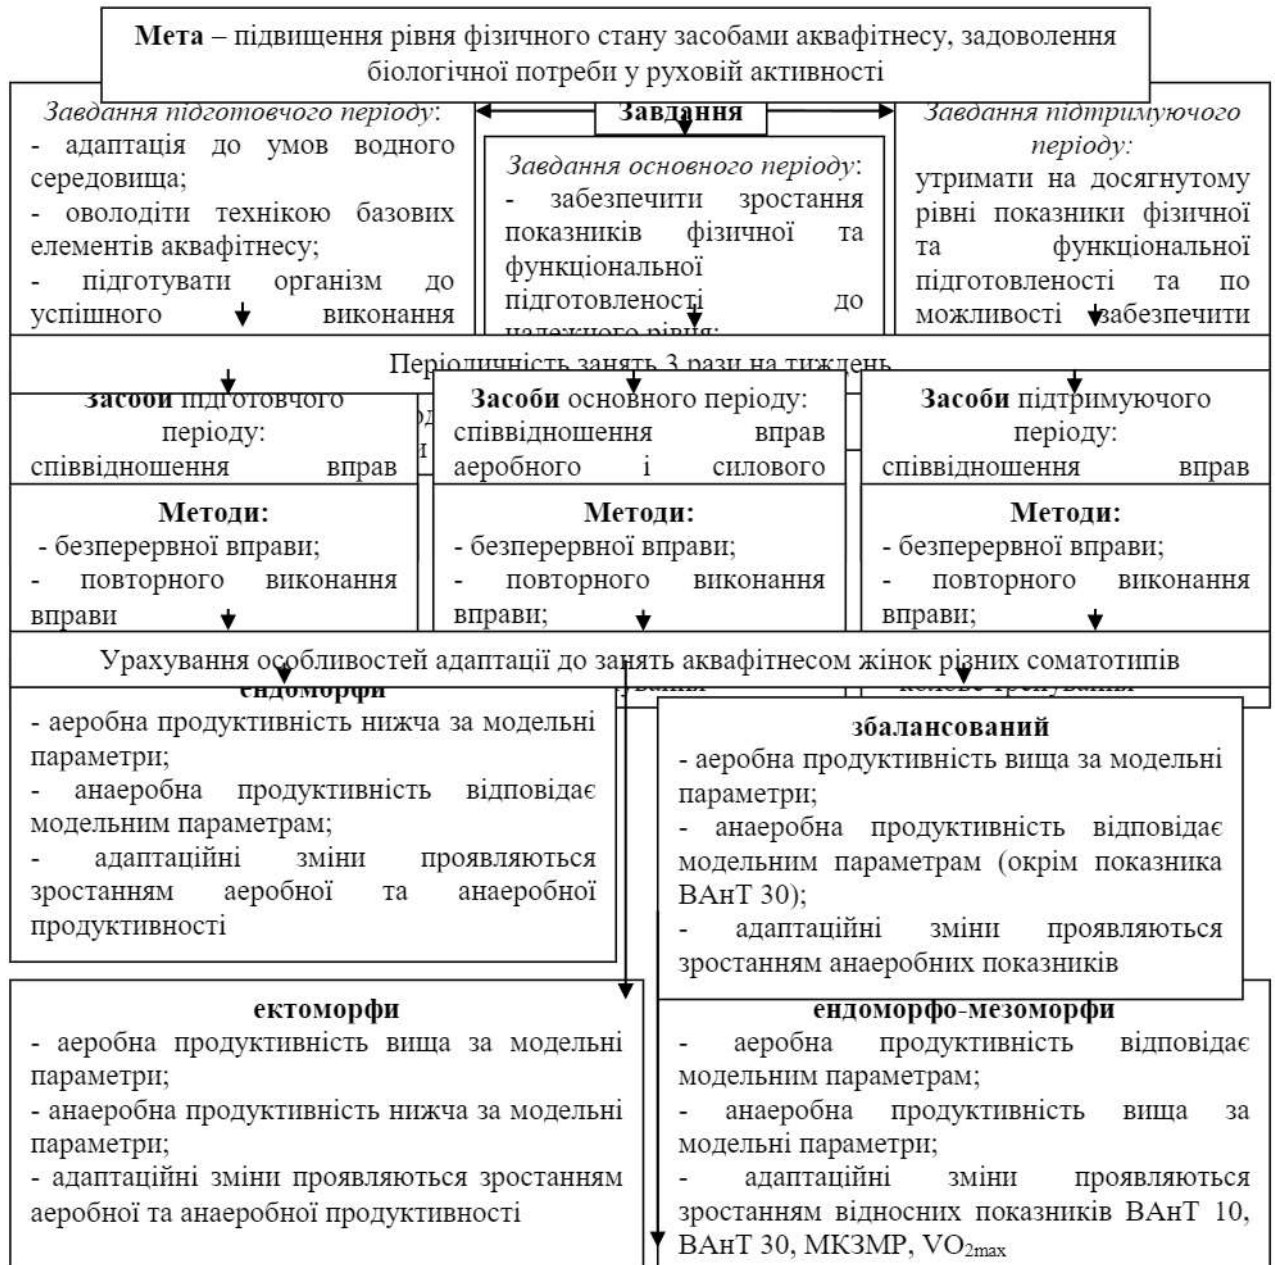 Мета – підвищення рівня фізичного стану засобами аквафітнесу, задоволення
біологічної потреби у руховій активності
Завдання
Завдання підготовчого періоду:
- адаптація до умов водного
середовища;
- оволодіти технікою базових
елементів аквафітнесу;
- підготувати організм до
успішного виконання
Завдання основного періоду:
- забезпечити зростання
показників фізичної та
функціональної
підготовленості до
належного рівня;
Завдання підтримуючого
періоду:
утримати на досягнутому
рівні показники фізичної
та функціональної
підготовленості та по
можливості забезпечити
Періодичність занять 3 рази на тиждень
Засоби підготовчого
періоду:
співвідношення вправ
Засоби основного періоду:
співвідношення вправ
аеробного і силового
Засоби підтримуючого
періоду:
співвідношення вправ
Методи:
- безперервної вправи;
- повторного виконання
вправи
Методи:
- безперервної вправи;
- повторного виконання
вправи;
Методи:
- безперервної вправи;
- повторного виконання
вправи;
Урахування особливостей адаптації до занять аквафітнесом жінок різних соматотипів
ендоморфи
- аеробна продуктивність нижча за модельні
параметри;
- анаеробна продуктивність відповідає
модельним параметрам;
- адаптаційні зміни проявляються
зростанням аеробної та анаеробної
продуктивності
збалансований
- аеробна продуктивність вища за модельні
параметри;
- анаеробна продуктивність відповідає
модельним параметрам (окрім показника
ВАнТ 30);
- адаптаційні зміни проявляються
зростанням анаеробних показників
ектоморфи
- аеробна продуктивність вища за модельні
параметри;
- анаеробна продуктивність нижча за модельні
параметри;
- адаптаційні зміни проявляються зростанням
аеробної та анаеробної продуктивності
ендоморфо-мезоморфи
- аеробна продуктивність відповідає
модельним параметрам;
- анаеробна продуктивність вища за
модельні параметри;
- адаптаційні зміни проявляються
зростанням відносних показників ВАнТ 10,
ВАнТ 30, МКЗМР, VO2max